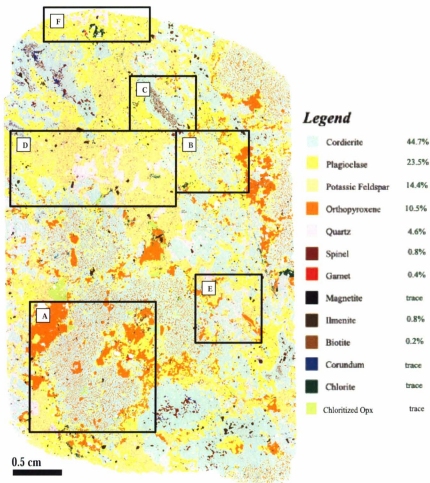 F
C
D
B
E
A
0.5 cm
Legend
Cordierite 44.7%
Plagioclase 23.5%
Potassic Feldspar 14.4%
Orthopyroxene 10.5%
Quartz 4.6%
Spinel 0.8%
Garnet 0.4%
Magnetite trace
Ilmenite 0.8%
Biotite 0.2%
Corundum trace
Chlorite trace
Chloritized Opx trace